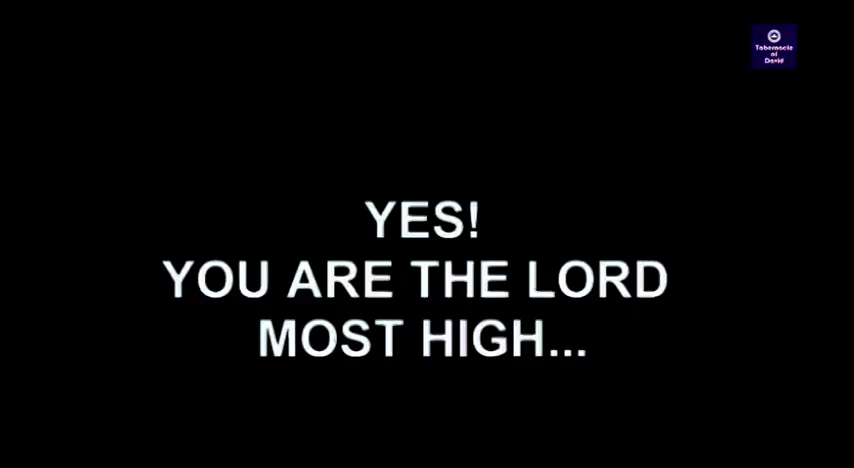 Tabernacle
of
David
YES!
YOU ARE THE LORD
MOST HIGH...